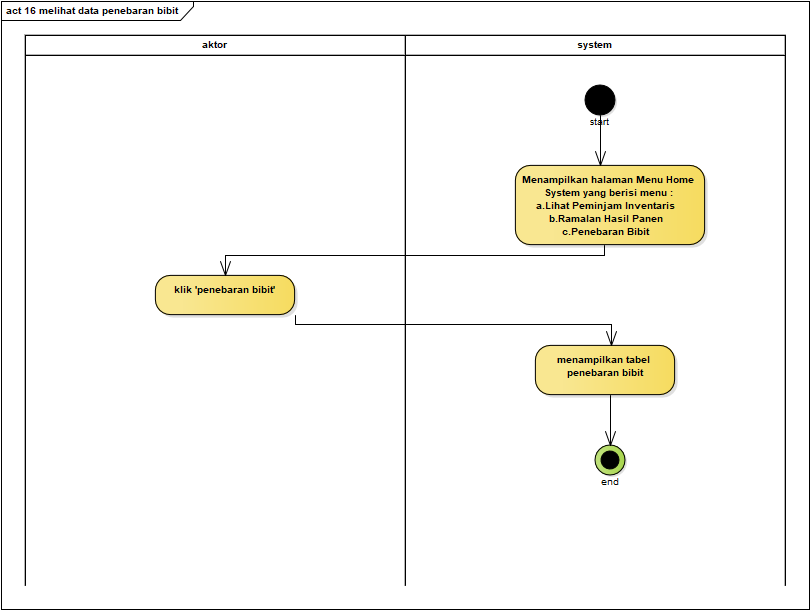 act 16 melihat data penebaran bibit
aktor
system
start
Menampilkan halaman Menu Home
System yang berisi menu :
a.Lihat Peminjam Inventaris
b.Ramalan Hasil Panen
c.Penebaran Bibit
klik 'penebaran bibit'
menampilkan tabel
penebaran bibit
end